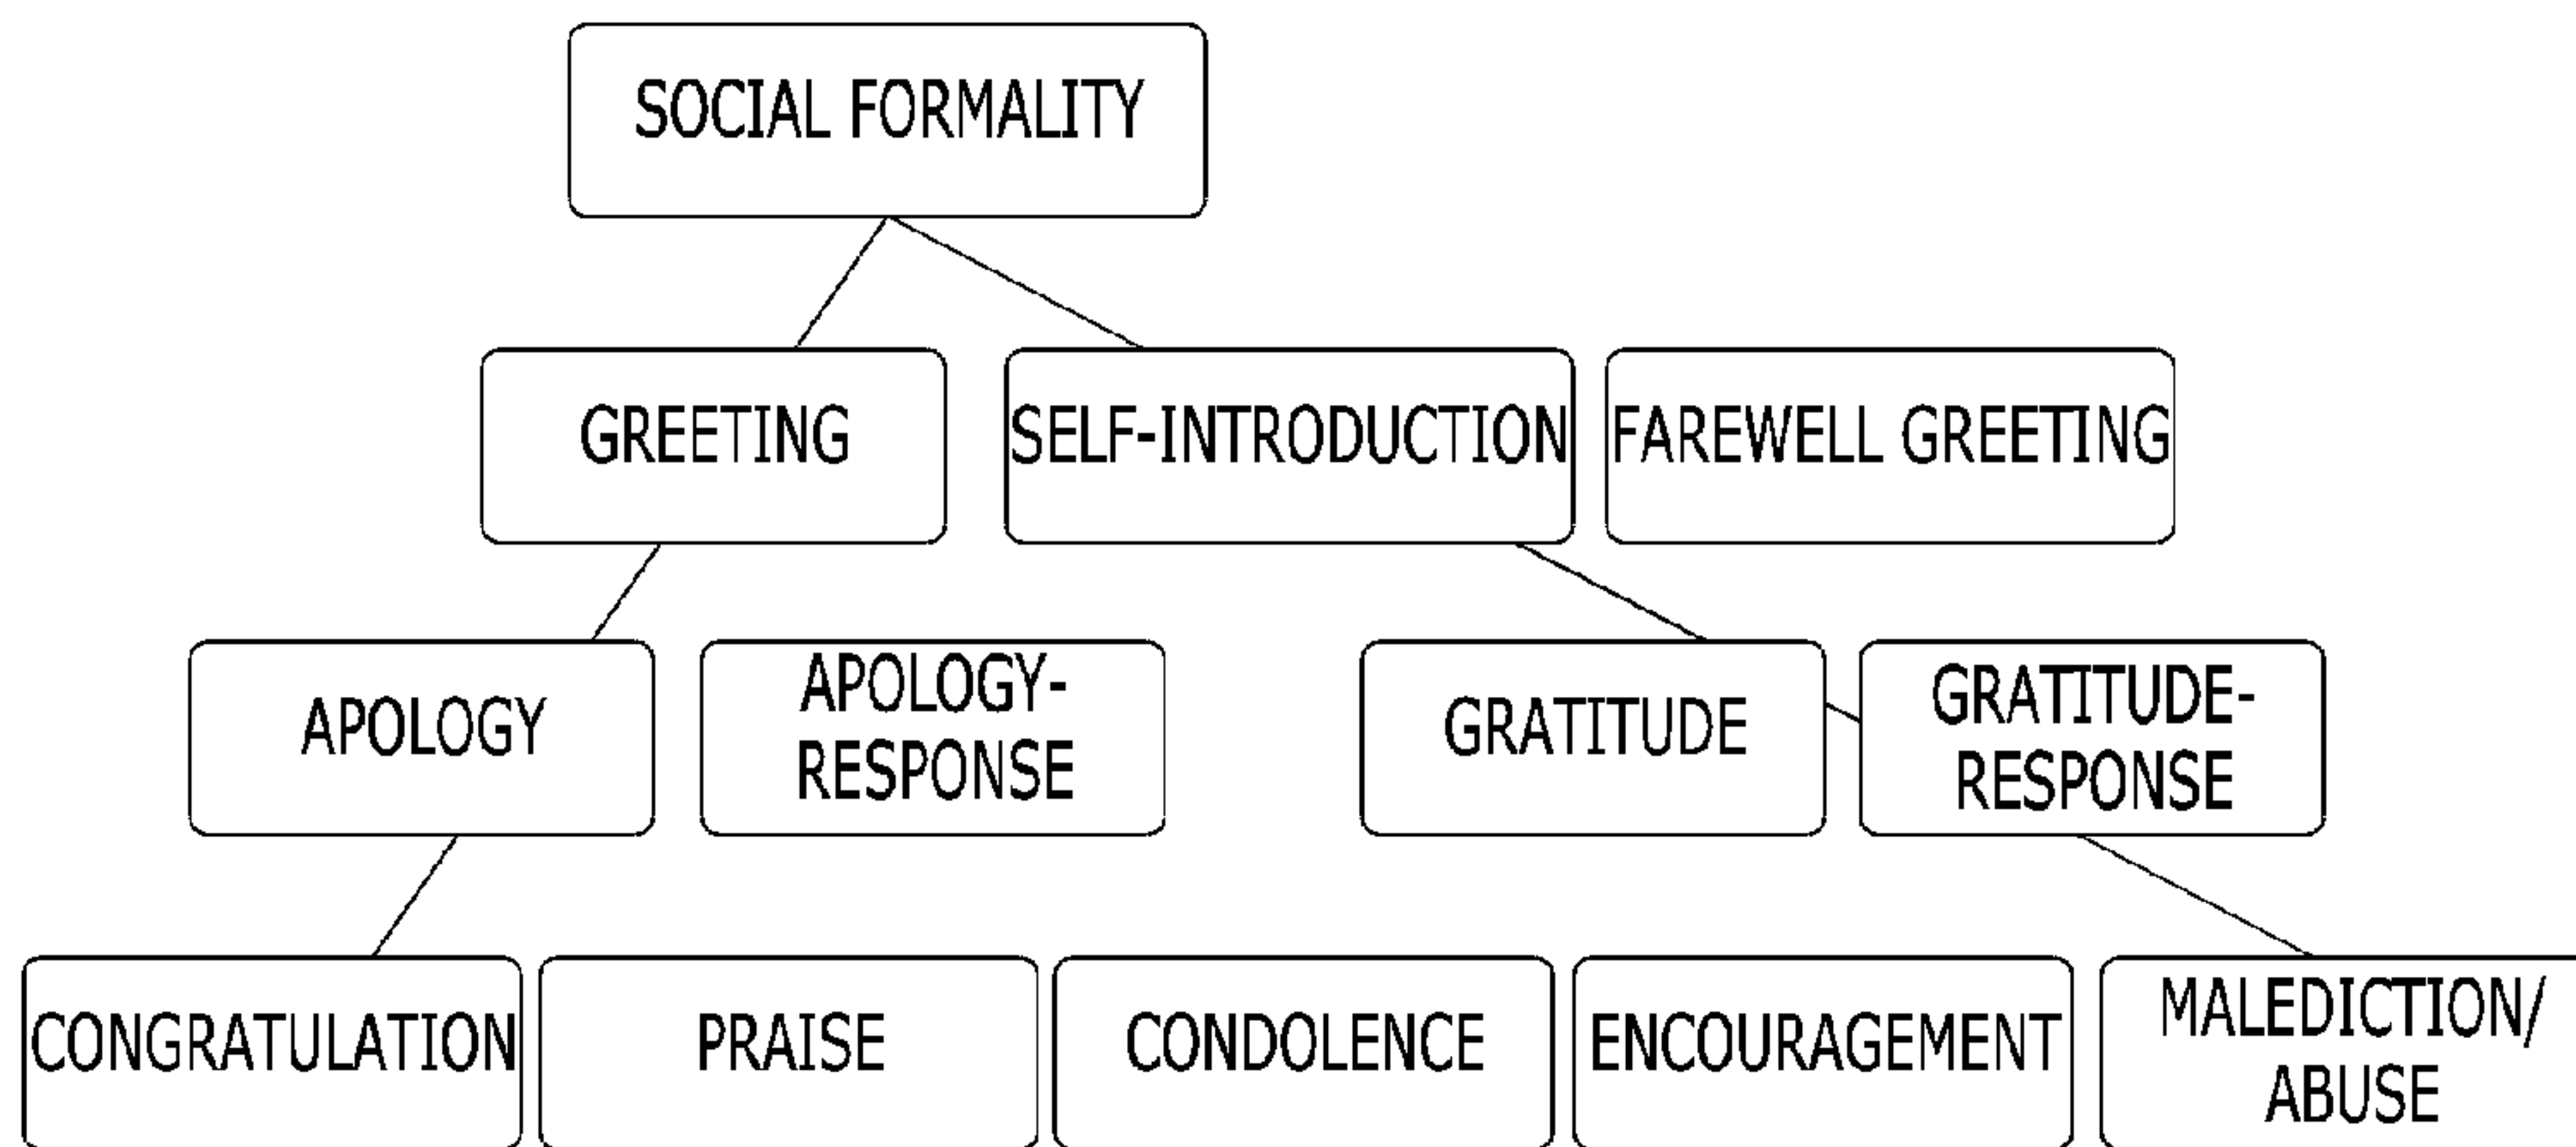 SOCIAL FORMALITY
GREETING
SELF-INTRODUCTION
FAREWELL GREETING
APOLOGY
APOLOGY-
RESPONSE
GRATITUDE
GRATITUDE-
RESPONSE
CONGRATULATION
PRAISE
CONDOLENCE
ENCOURAGEMENT
MALEDICTION/
ABUSE